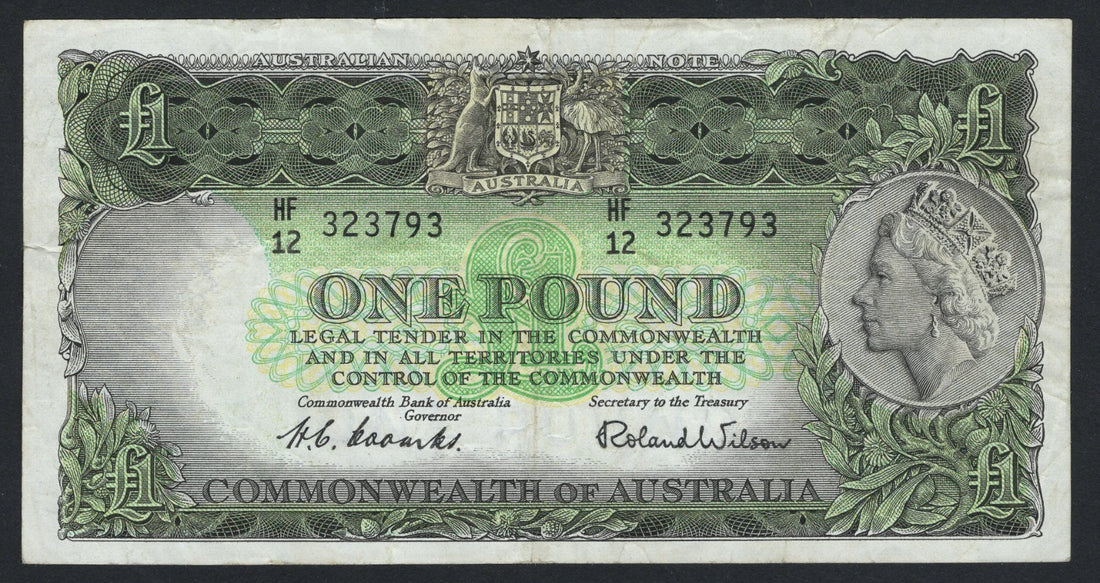 AUSTRALIAN NOTE
£1 £1
AUSTRALIA
HF 12 323793 HF 12 323793
ONE POUND
LEGAL TENDER IN THE COMMONWEALTH
AND IN ALL TERRITORIES UNDER THE
CONTROL OF THE COMMONWEALTH
Commonwealth Bank of Australia Secretary to the Treasury
Governor
H.C. Coombs. Roland Wilson
£1 £1
COMMONWEALTH OF AUSTRALIA